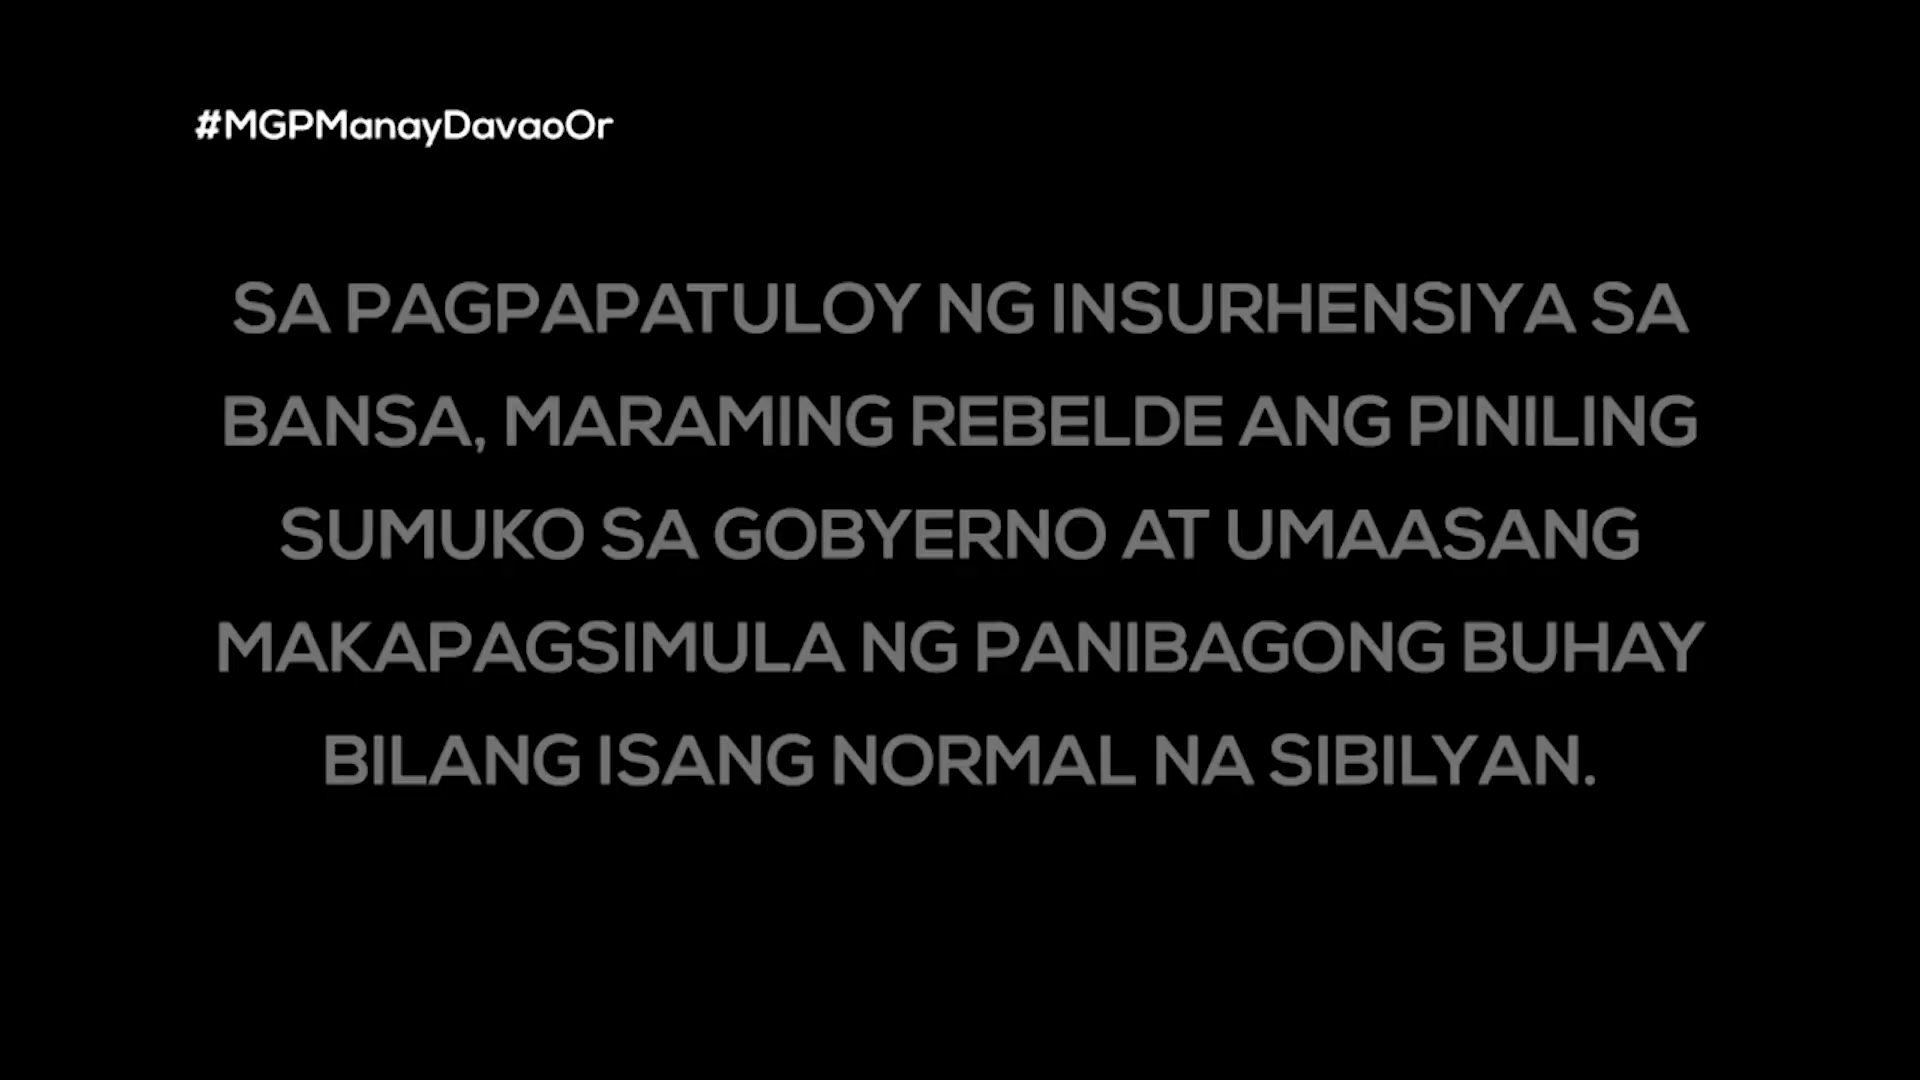 #MGPManayDavaoOr
SA PAGPAPATULOY NG INSURHENSIYA SA
BANSA, MARAMING REBELDE ANG PINILING
SUMUKO SA GOBYERNO AT UMAASANG
MAKAPAGSIMULA NG PANIBAGONG BUHAY
BILANG ISANG NORMAL NA SIBILYAN.